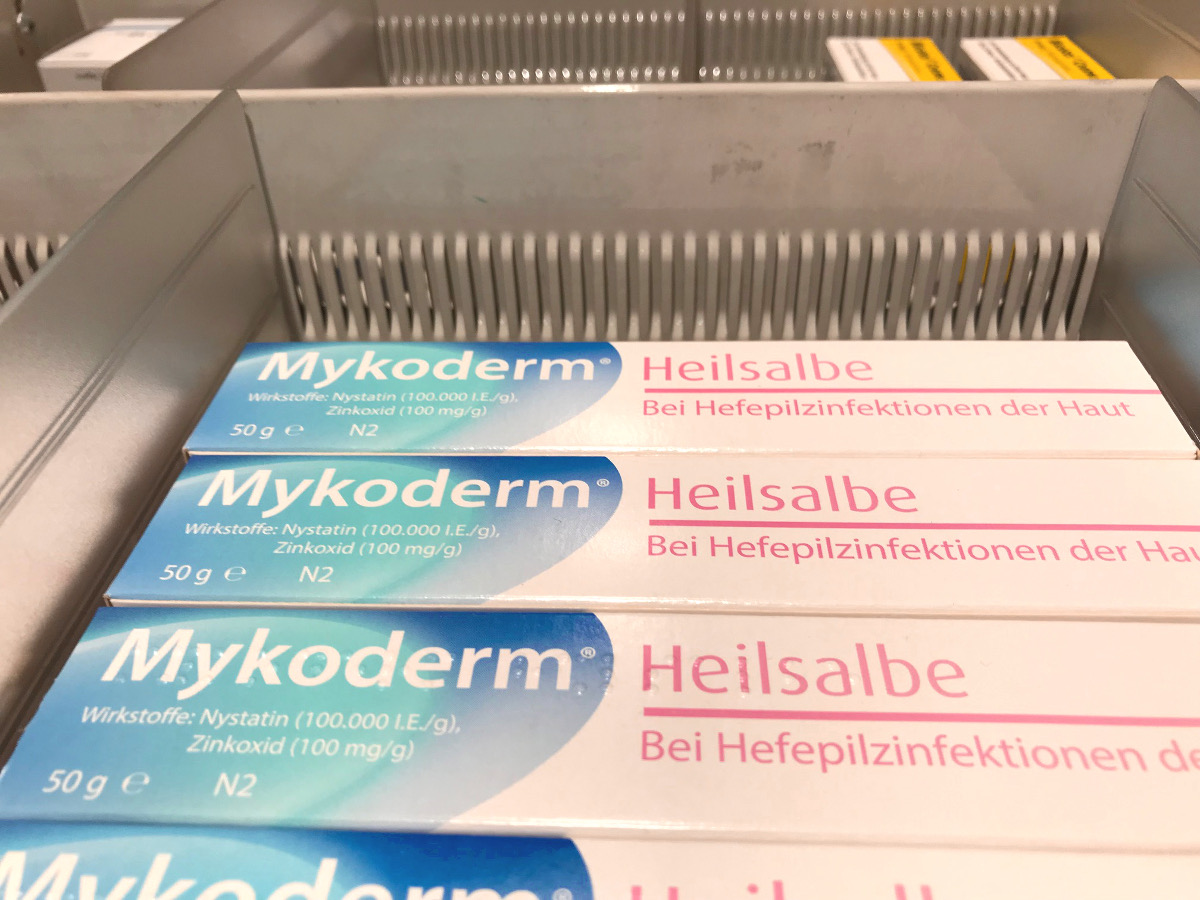 Mykoderm®
Wirkstoffe: Nystatin (100.000 I.E./g),
Zinkoxid (100 mg/g)
50 g ℮ N2
Heilsalbe
Bei Hefepilzinfektionen der Haut
Mykoderm®
Wirkstoffe: Nystatin (100.000 I.E./g),
Zinkoxid (100 mg/g)
50 g ℮ N2
Heilsalbe
Bei Hefepilzinfektionen der Hau
Mykoderm®
Wirkstoffe: Nystatin (100.000 I.E./g),
Zinkoxid (100 mg/g)
50 g ℮ N2
Heilsalbe
Bei Hefepilzinfektionen de
Mykoderm®